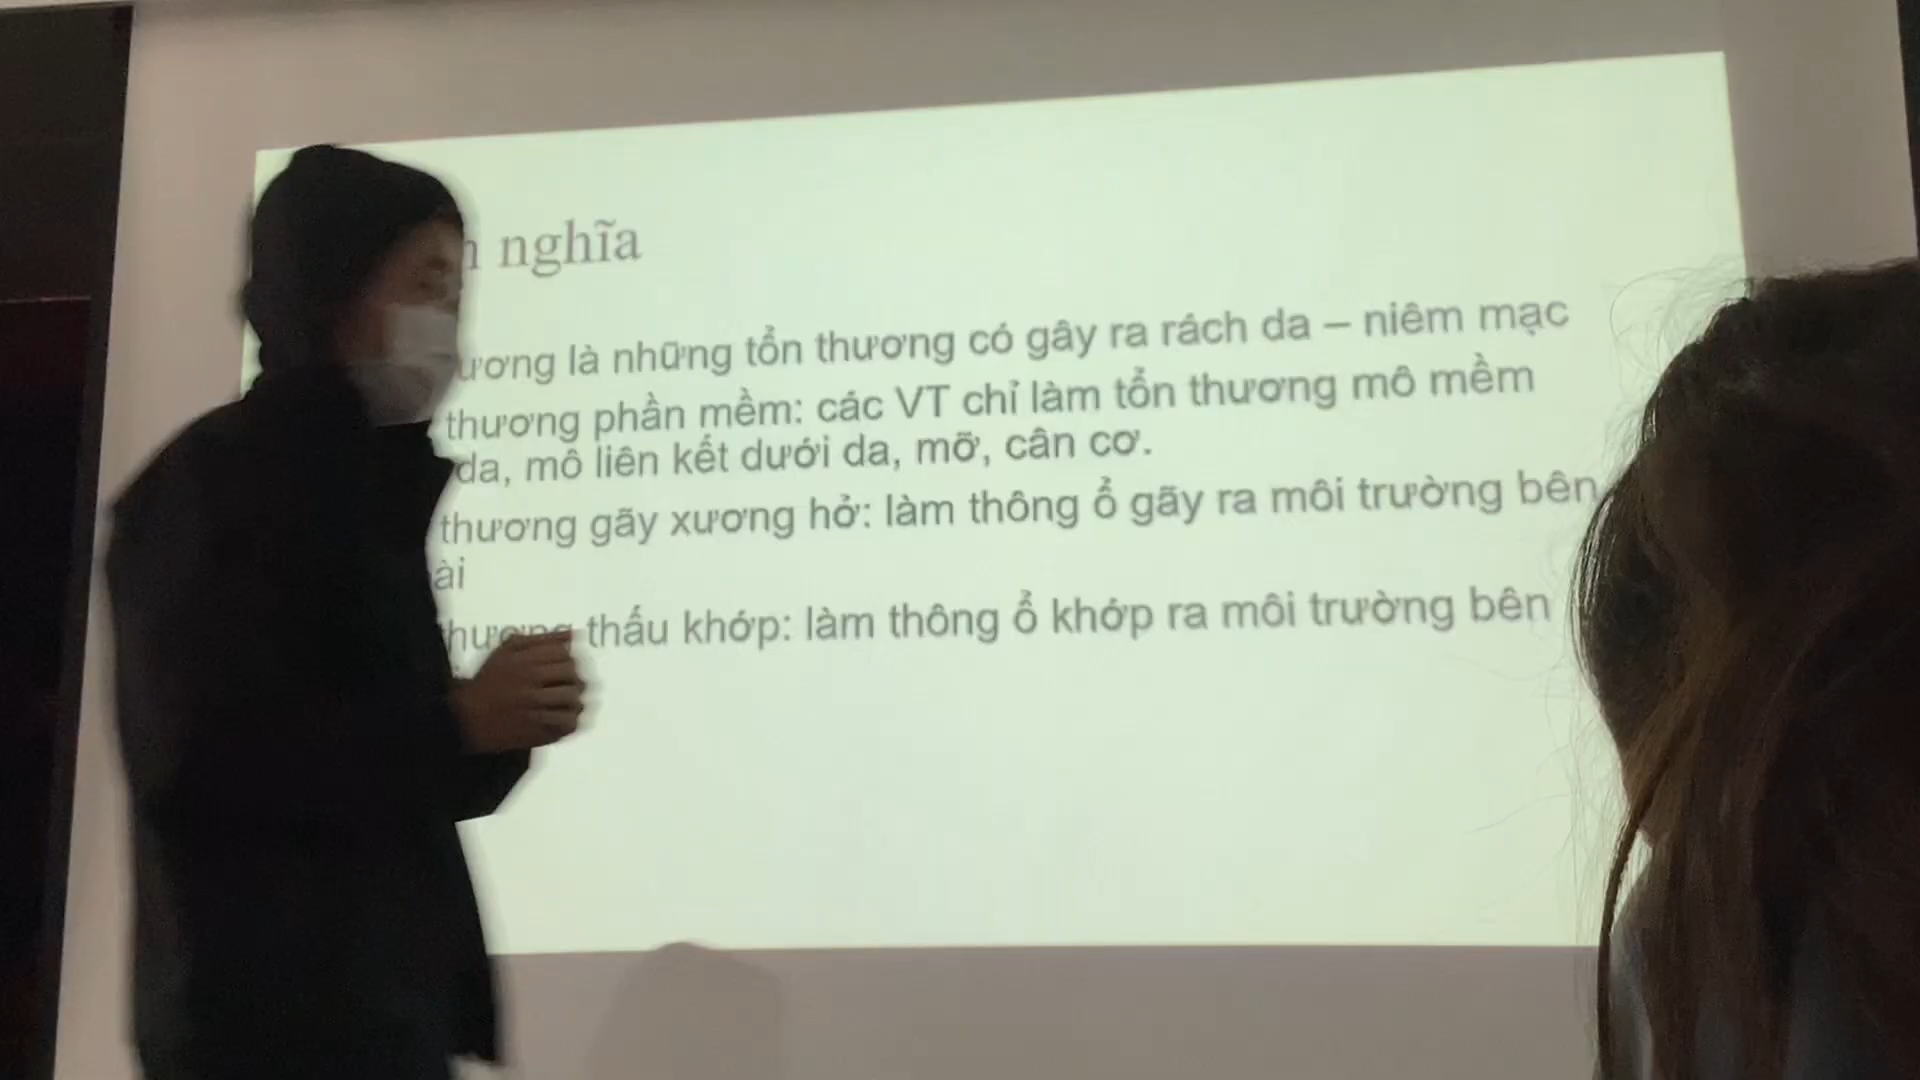 nghĩa
là những tổn thương có gây ra rách da – niêm mạc
thương phần mềm: các VT chỉ làm tổn thương mô mềm
da, mô liên kết dưới da, mỡ, cân cơ.
thương gãy xương hở: làm thông ổ gãy ra môi trường bên
thấu khớp: làm thông ổ khớp ra môi trường bên